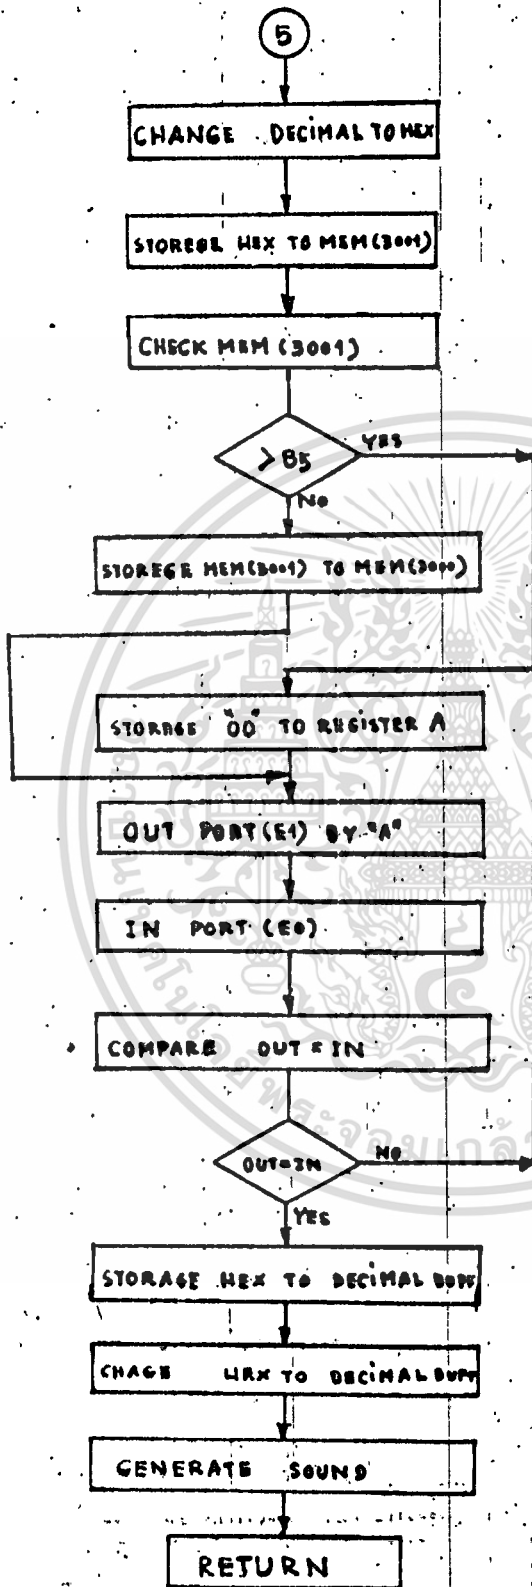 5
CHANGE DECIMAL TO HEX
STOREGE HEX TO MEM(3001)
CHECK MEM (3001)
> B5
YES
NO
STOREGE MEM(3001) TO MEM(3000)
STORAGE "00" TO REGISTER A
OUT PORT(E1) BY "A"
IN PORT (E0)
COMPARE OUT = IN
OUT=IN
NO
YES
STORAGE HEX TO DECIMAL BUFF
CHAGE HEX TO DECIMAL BUFF
GENERATE SOUND
RETURN